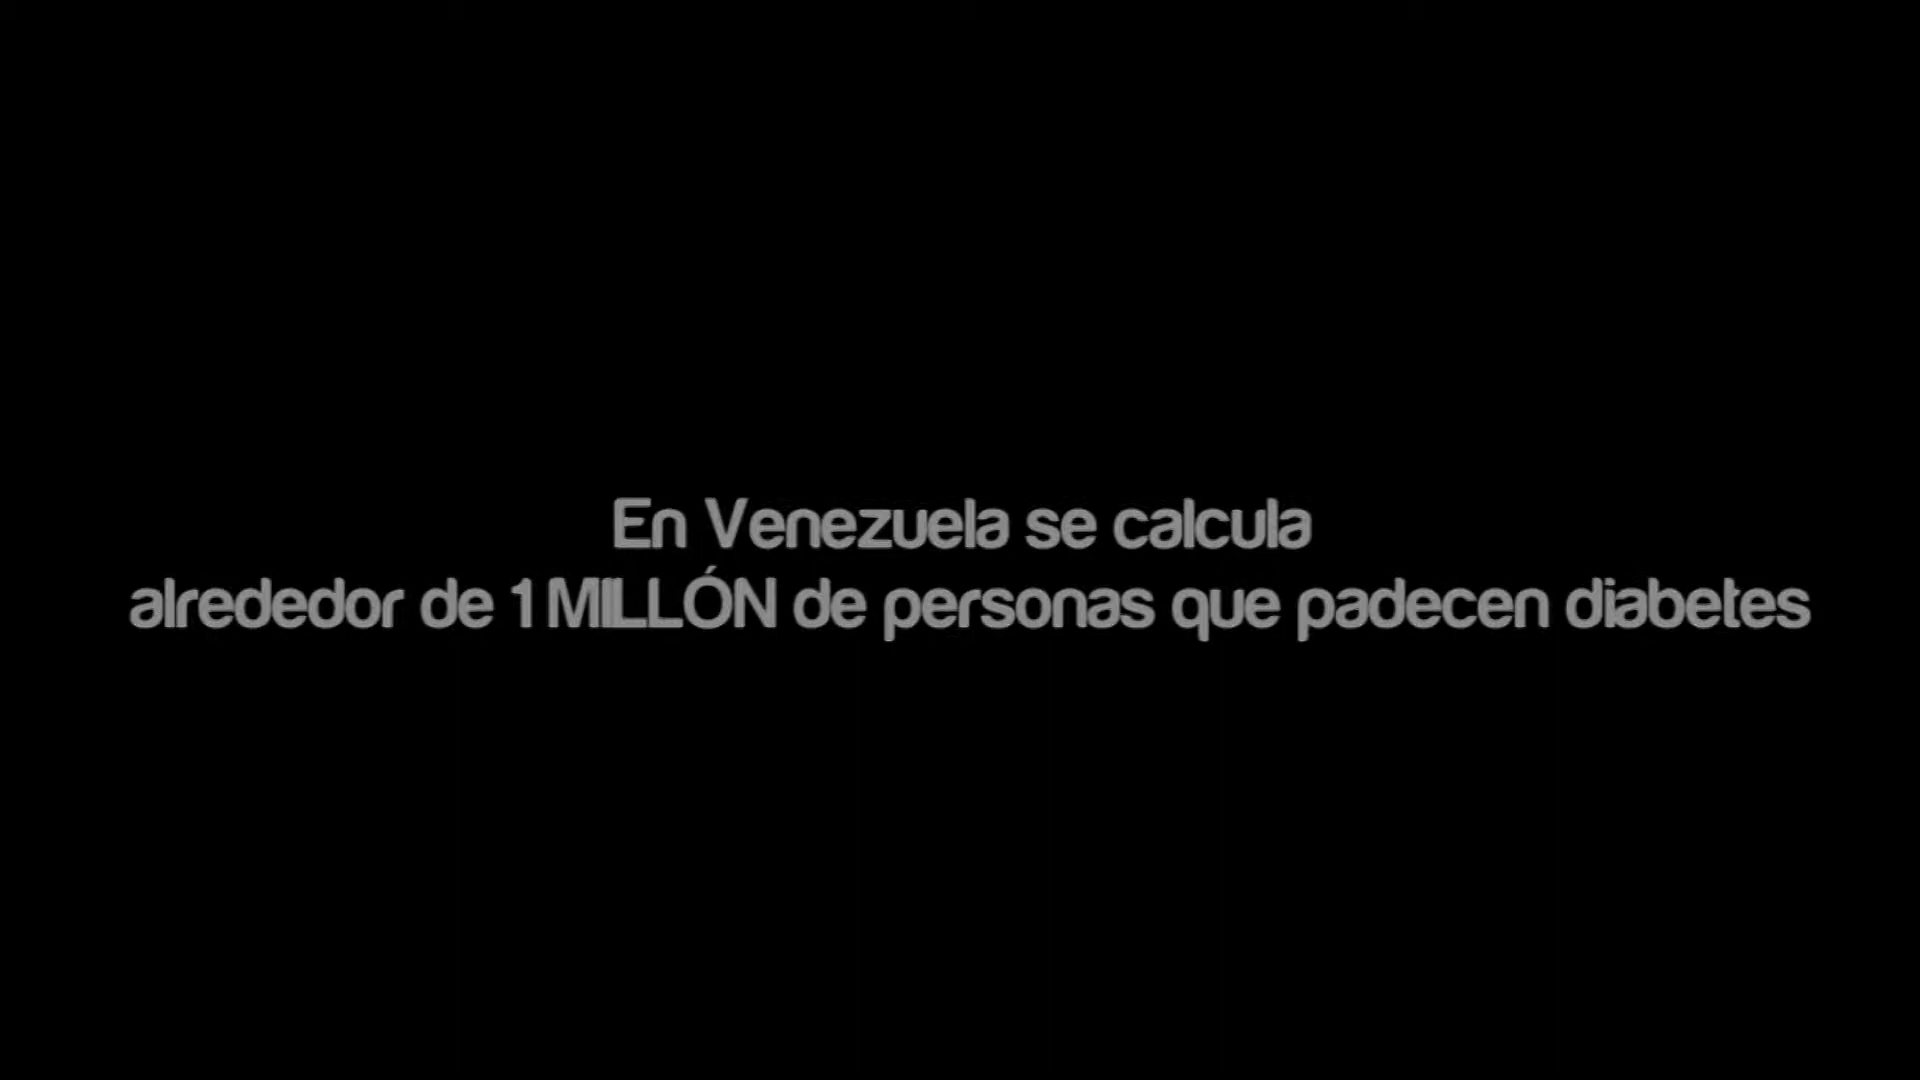 En Venezuela se calcula
alrededor de 1 MILLÓN de personas que padecen diabetes